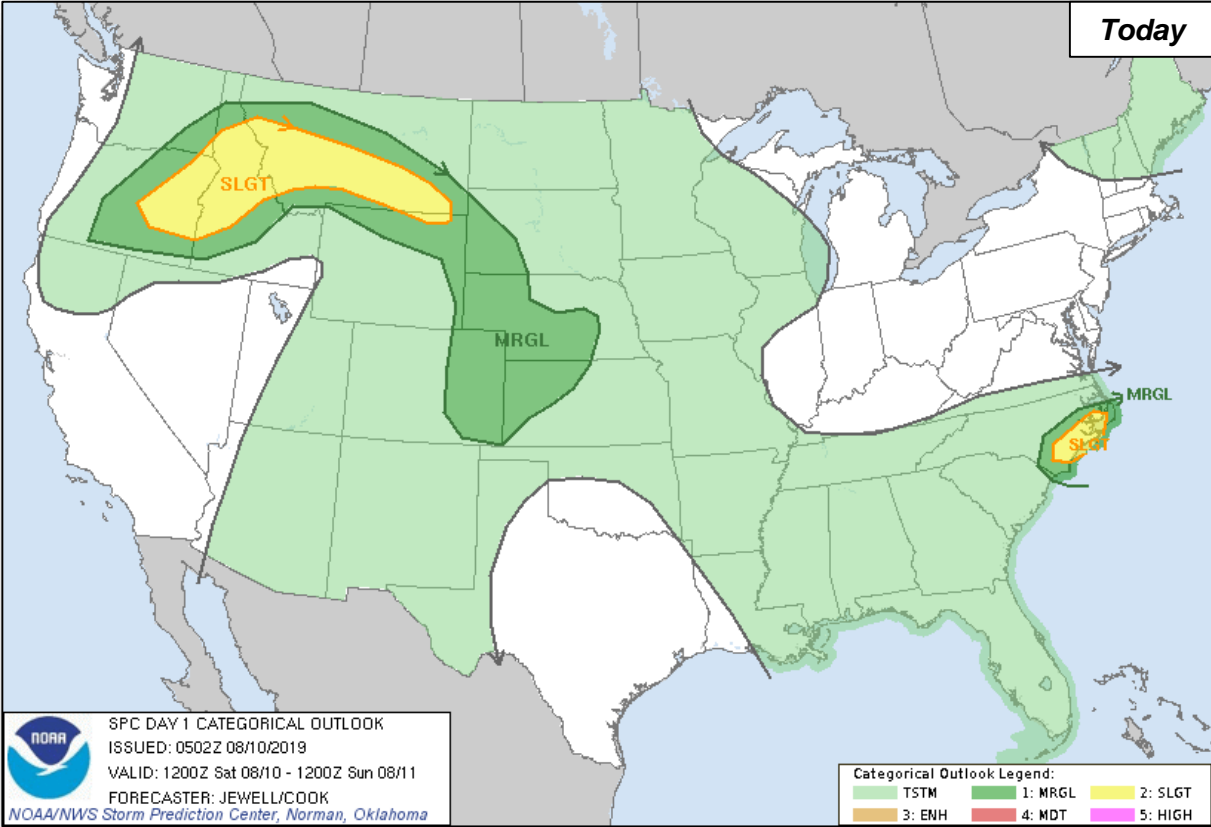 Today
SLGT
MRGL
MRGL
SLGT
NOAA
SPC DAY 1 CATEGORICAL OUTLOOK
ISSUED: 0502Z 08/10/2019
VALID: 1200Z Sat 08/10 - 1200Z Sun 08/11
FORECASTER: JEWELL/COOK
NOAA/NWS Storm Prediction Center, Norman, Oklahoma
Categorical Outlook Legend:
TSTM 1: MRGL 2: SLGT
3: ENH 4: MDT 5: HIGH